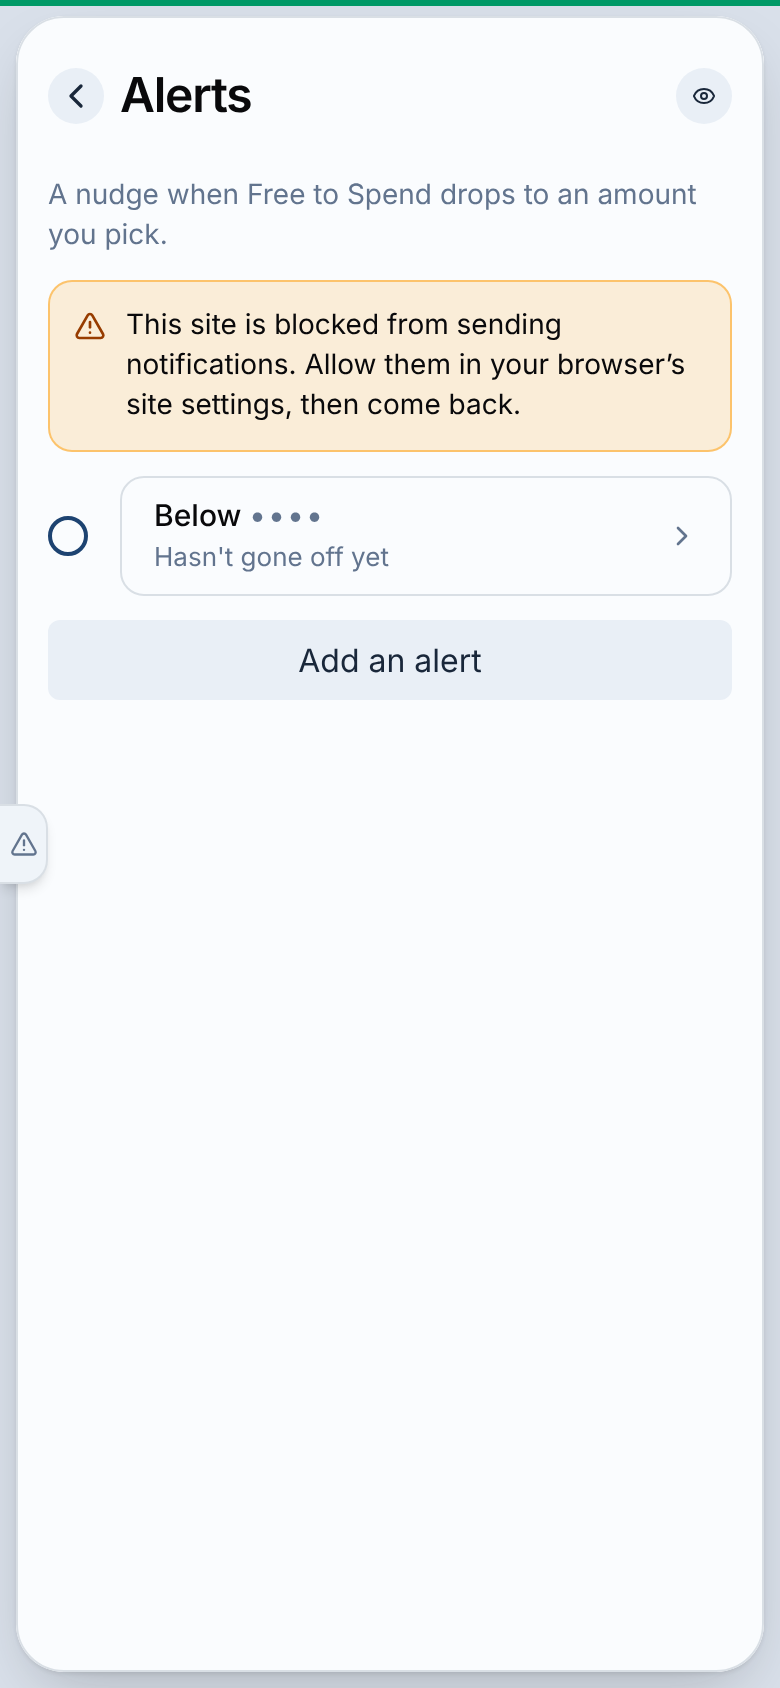 Alerts
A nudge when Free to Spend drops to an amount
you pick.
This site is blocked from sending
notifications. Allow them in your browser’s
site settings, then come back.
Below ••••
Hasn't gone off yet
Add an alert